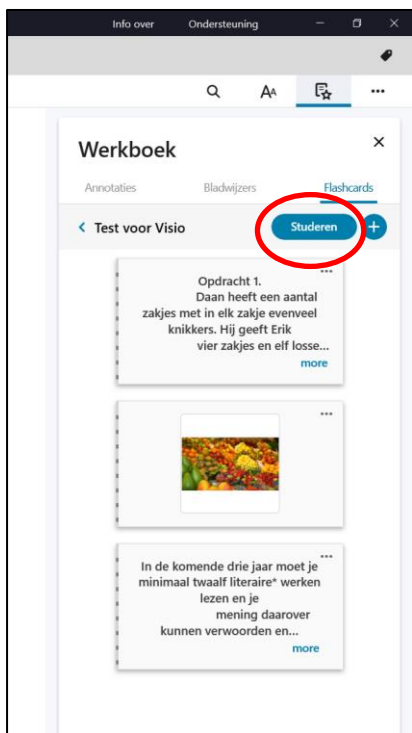 Info over Ondersteuning
AA
Werkboek
Annotaties Bladwijzers Flashcards
Test voor Visio Studeren
Opdracht 1.
Daan heeft een aantal
zakjes met in elk zakje evenveel
knikkers. Hij geeft Erik
vier zakjes en elf losse...
more
In de komende drie jaar moet je
minimaal twaalf literaire* werken
lezen en je
mening daarover
kunnen verwoorden en...
more